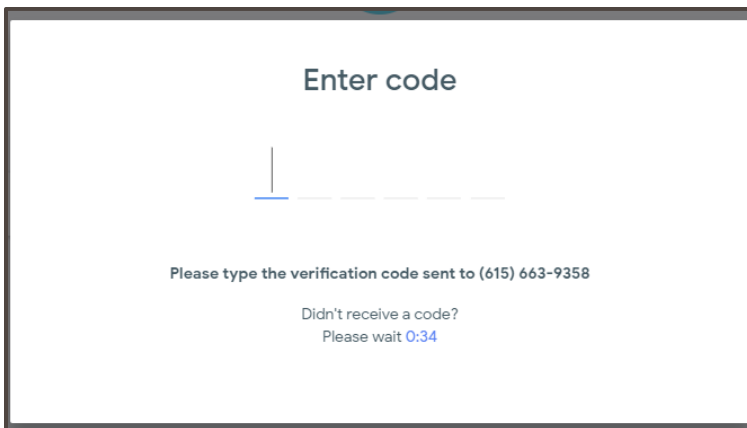 Enter code
Please type the verification code sent to (615) 663-9358
Didn't receive a code?
Please wait 0:34